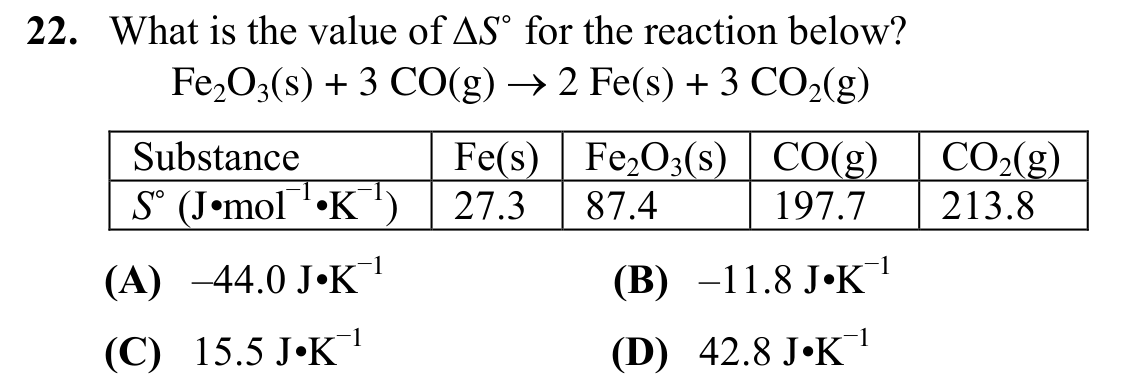 22. What is the value of ΔS° for the reaction below?
Fe₂O₃(s) + 3 CO(g) → 2 Fe(s) + 3 CO₂(g)
Substance Fe(s) Fe₂O₃(s) CO(g) CO₂(g)
S° (J•mol⁻¹•K⁻¹) 27.3 87.4 197.7 213.8
(A) –44.0 J•K⁻¹ (B) –11.8 J•K⁻¹
(C) 15.5 J•K⁻¹ (D) 42.8 J•K⁻¹